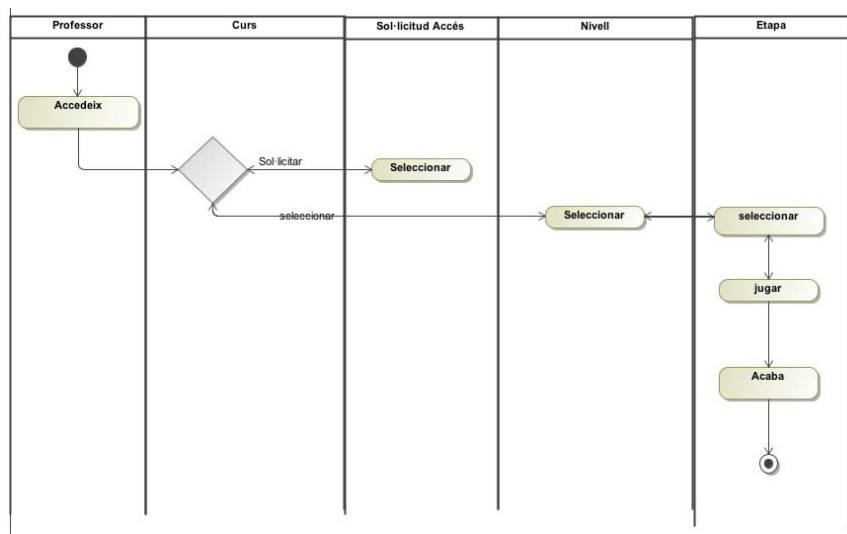 Professor
Curs
Sol·licitud Accés
Nivell
Etapa
Accedeix
Sol·licitar
Seleccionar
seleccionar
Seleccionar
seleccionar
jugar
Acaba